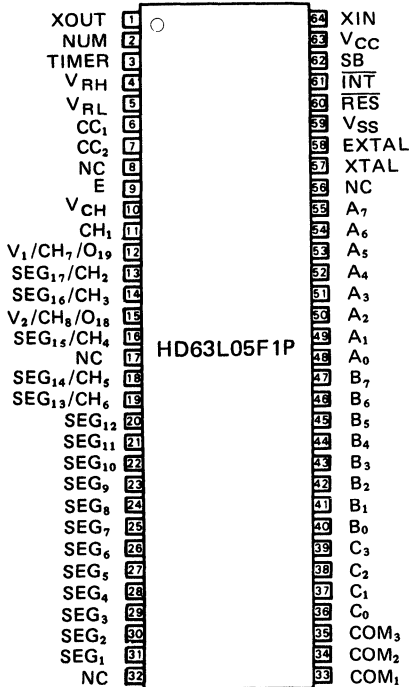 XOUT 1 64 XIN
NUM 2 63 VCC
TIMER 3 62 SB
VRH 4 61 INT
VRL 5 60 RES
CC₁ 6 59 VSS
CC₂ 7 58 EXTAL
NC 8 57 XTAL
E 9 56 NC
VCH 10 55 A₇
CH₁ 11 54 A₆
V₁/CH₇/O₁₉ 12 53 A₅
SEG₁₇/CH₂ 13 52 A₄
SEG₁₆/CH₃ 14 51 A₃
V₂/CH₈/O₁₈ 15 50 A₂
SEG₁₅/CH₄ 16 49 A₁
NC 17 48 A₀
HD63L05F1P
SEG₁₄/CH₅ 18 47 B₇
SEG₁₃/CH₆ 19 46 B₆
SEG₁₂ 20 45 B₅
SEG₁₁ 21 44 B₄
SEG₁₀ 22 43 B₃
SEG₉ 23 42 B₂
SEG₈ 24 41 B₁
SEG₇ 25 40 B₀
SEG₆ 26 39 C₃
SEG₅ 27 38 C₂
SEG₄ 28 37 C₁
SEG₃ 29 36 C₀
SEG₂ 30 35 COM₃
SEG₁ 31 34 COM₂
NC 32 33 COM₁